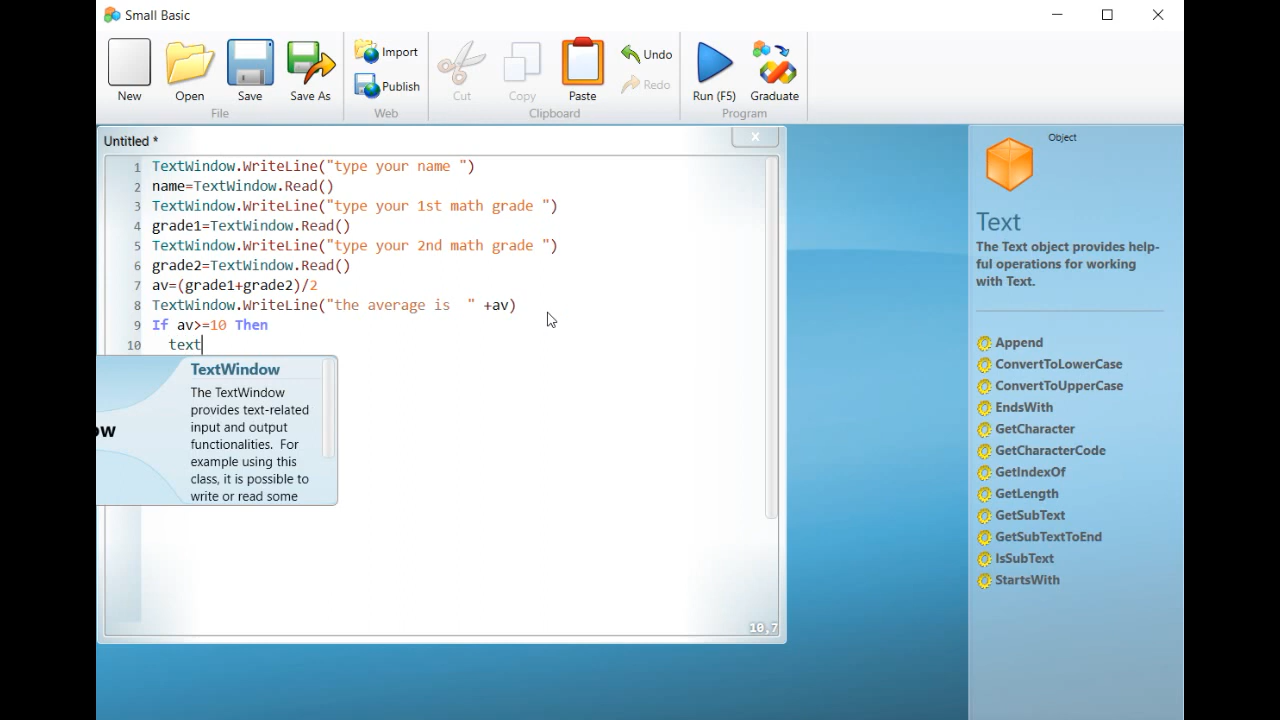 Small Basic
New
Open
Save
Save As
Import
Publish
Cut
Copy
Paste
Undo
Redo
Run (F5)
Graduate
File
Web
Clipboard
Program
Untitled *
1 TextWindow.WriteLine("type your name ")
2 name=TextWindow.Read()
3 TextWindow.WriteLine("type your 1st math grade ")
4 grade1=TextWindow.Read()
5 TextWindow.WriteLine("type your 2nd math grade ")
6 grade2=TextWindow.Read()
7 av=(grade1+grade2)/2
8 TextWindow.WriteLine("the average is  " +av)
9 If av>=10 Then
10 text
ow
TextWindow
The TextWindow
provides text-related
input and output
functionalities. For
example using this
class, it is possible to
write or read some
10,7
Object
Text
The Text object provides help-
ful operations for working
with Text.
Append
ConvertToLowerCase
ConvertToUpperCase
EndsWith
GetCharacter
GetCharacterCode
GetIndexOf
GetLength
GetSubText
GetSubTextToEnd
IsSubText
StartsWith